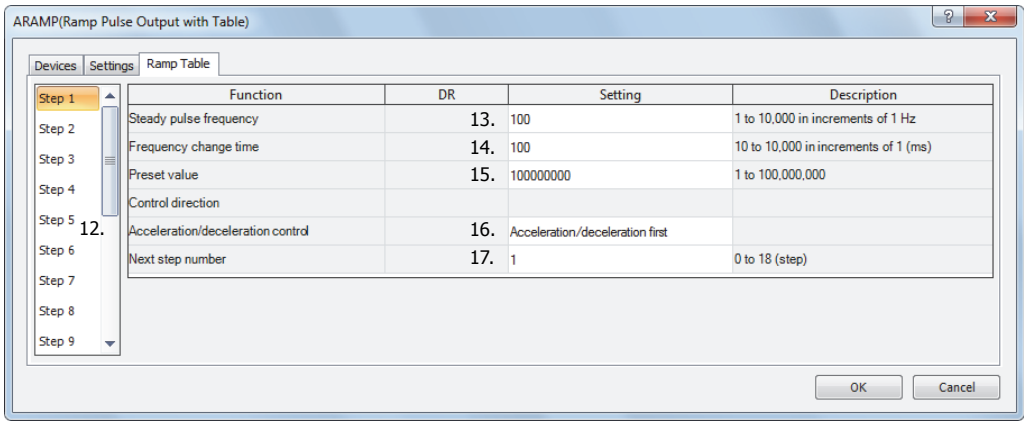 ARAMP(Ramp Pulse Output with Table)
?
Devices Settings Ramp Table
Step 1
Step 2
Step 3
Step 4
Step 5
12.
Step 6
Step 7
Step 8
Step 9
Function DR Setting Description
Steady pulse frequency 13. 100 1 to 10,000 in increments of 1 Hz
Frequency change time 14. 100 10 to 10,000 in increments of 1 (ms)
Preset value 15. 100000000 1 to 100,000,000
Control direction
Acceleration/deceleration control 16. Acceleration/deceleration first
Next step number 17. 1 0 to 18 (step)
OK Cancel